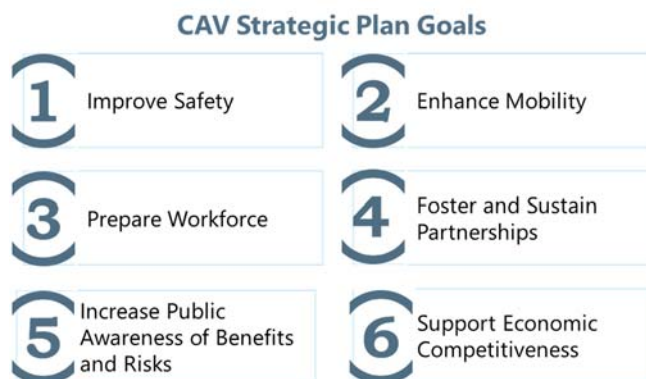 CAV Strategic Plan Goals
1 Improve Safety
2 Enhance Mobility
3 Prepare Workforce
4 Foster and Sustain
Partnerships
5 Increase Public
Awareness of Benefits
and Risks
6 Support Economic
Competitiveness